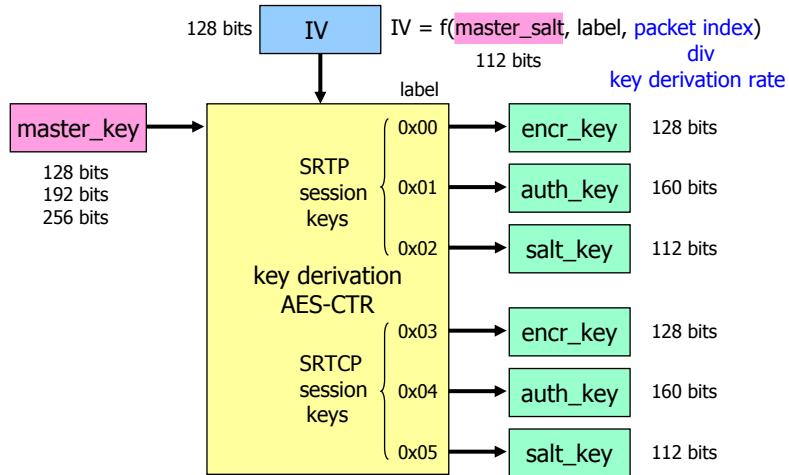 128 bits
IV
IV = f(master_salt, label, packet index)
112 bits
div
key derivation rate
label
master_key
128 bits
192 bits
256 bits
SRTP
session
keys
0x00
0x01
0x02
encr_key
128 bits
auth_key
160 bits
salt_key
112 bits
key derivation
AES-CTR
SRTCP
session
keys
0x03
0x04
0x05
encr_key
128 bits
auth_key
160 bits
salt_key
112 bits